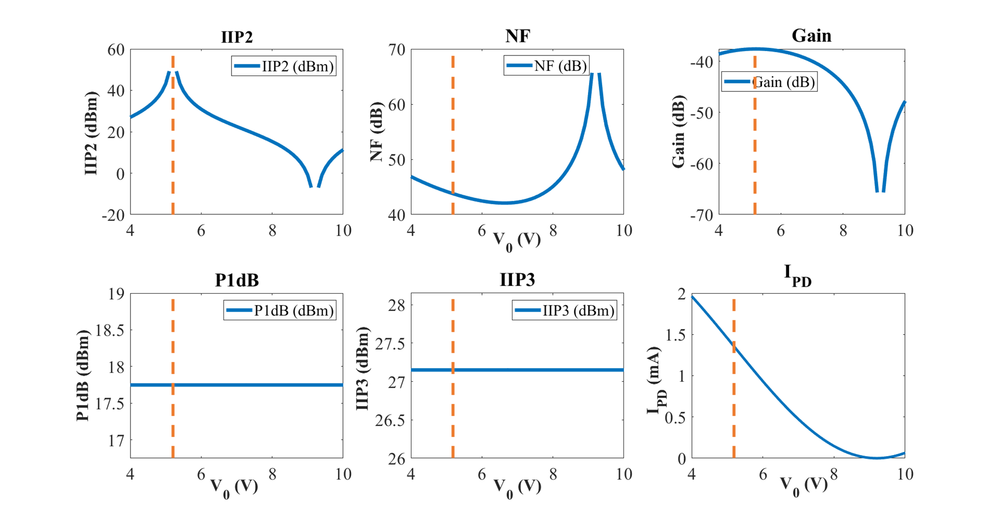 IIP2
60
40
20
0
-20
IIP2 (dBm)
IIP2 (dBm)
4 6 8 10
NF
70
60
50
40
NF (dB)
NF (dB)
4 6 8 10
V0 (V)
Gain
-40
-50
-60
-70
Gain (dB)
Gain (dB)
4 6 8 10
P1dB
19
18.5
18
17.5
17
P1dB (dBm)
P1dB (dBm)
4 6 8 10
V0 (V)
IIP3
28
27.5
27
26.5
26
IIP3 (dBm)
IIP3 (dBm)
4 6 8 10
V0 (V)
IPD
2
1.5
1
0.5
0
IPD (mA)
4 6 8 10
V0 (V)